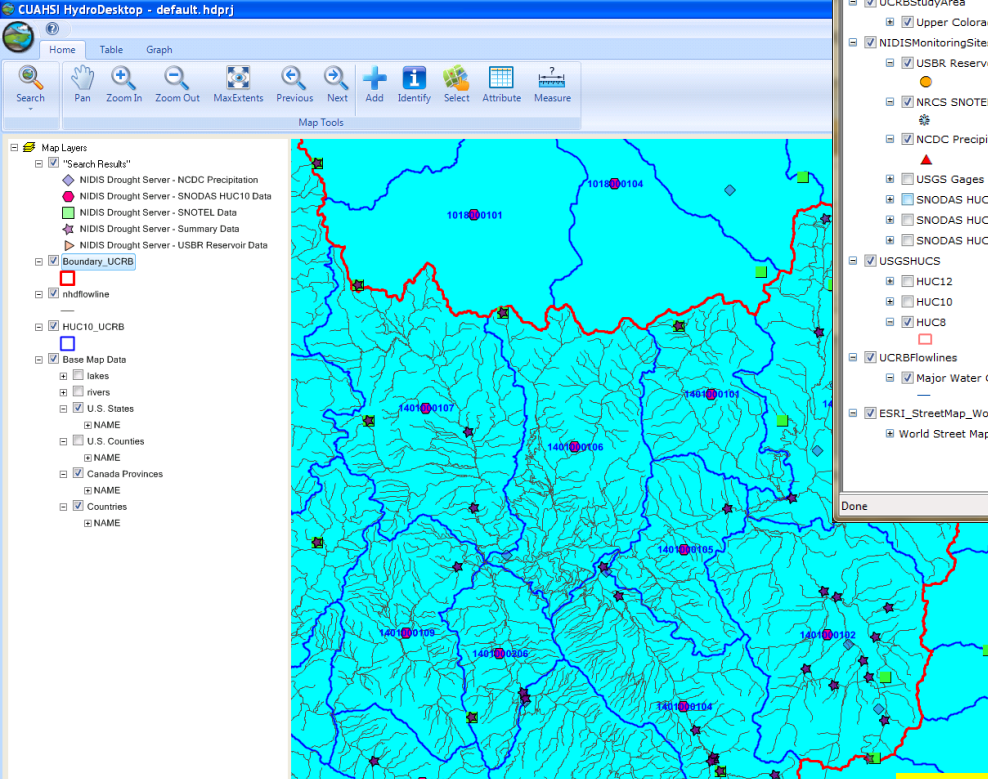 CUAHSI HydroDesktop - default.hdprj
Home Table Graph
Search Pan Zoom In Zoom Out MaxExtents Previous Next Add Identify Select Attribute Measure
Map Tools
Map Layers
"Search Results"
NIDIS Drought Server - NCDC Precipitation
NIDIS Drought Server - SNODAS HUC10 Data
NIDIS Drought Server - SNOTEL Data
NIDIS Drought Server - Summary Data
NIDIS Drought Server - USBR Reservoir Data
Boundary_UCRB
nhdflowline
HUC10_UCRB
Base Map Data
lakes
rivers
U.S. States
NAME
U.S. Counties
NAME
Canada Provinces
NAME
Countries
NAME
1018000104
1018000101
1401000101
1401000107
14
1401000106
1401000105
1401000109
1401000102
1401000206
1401000104
UCRBStudyArea
Upper Colora
NIDISMonitoringSite
USBR Reserv
NRCS SNOTE
NCDC Precipi
USGS Gages
SNODAS HUC
SNODAS HUC
SNODAS HUC
USGSHUCS
HUC12
HUC10
HUC8
UCRBFlowlines
Major Water
ESRI_StreetMap_Wo
World Street Map
Done